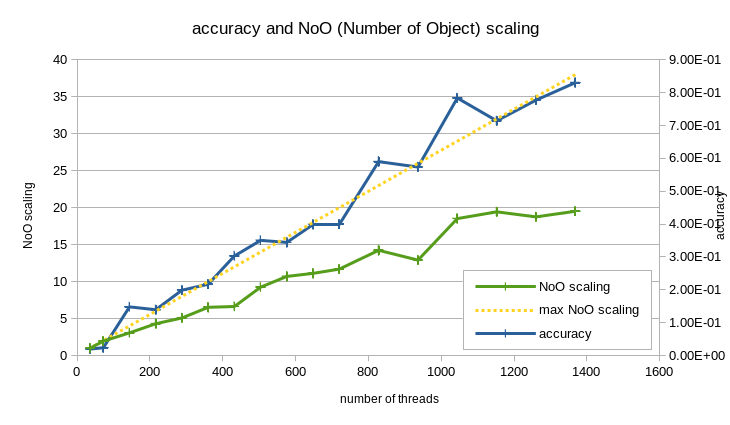 accuracy and NoO (Number of Object) scaling
40
35
30
25
20
15
10
5
0
NoO scaling
9.00E-01
8.00E-01
7.00E-01
6.00E-01
5.00E-01
4.00E-01
3.00E-01
2.00E-01
1.00E-01
0.00E+00
accuracy
NoO scaling
max NoO scaling
accuracy
0 200 400 600 800 1000 1200 1400 1600
number of threads